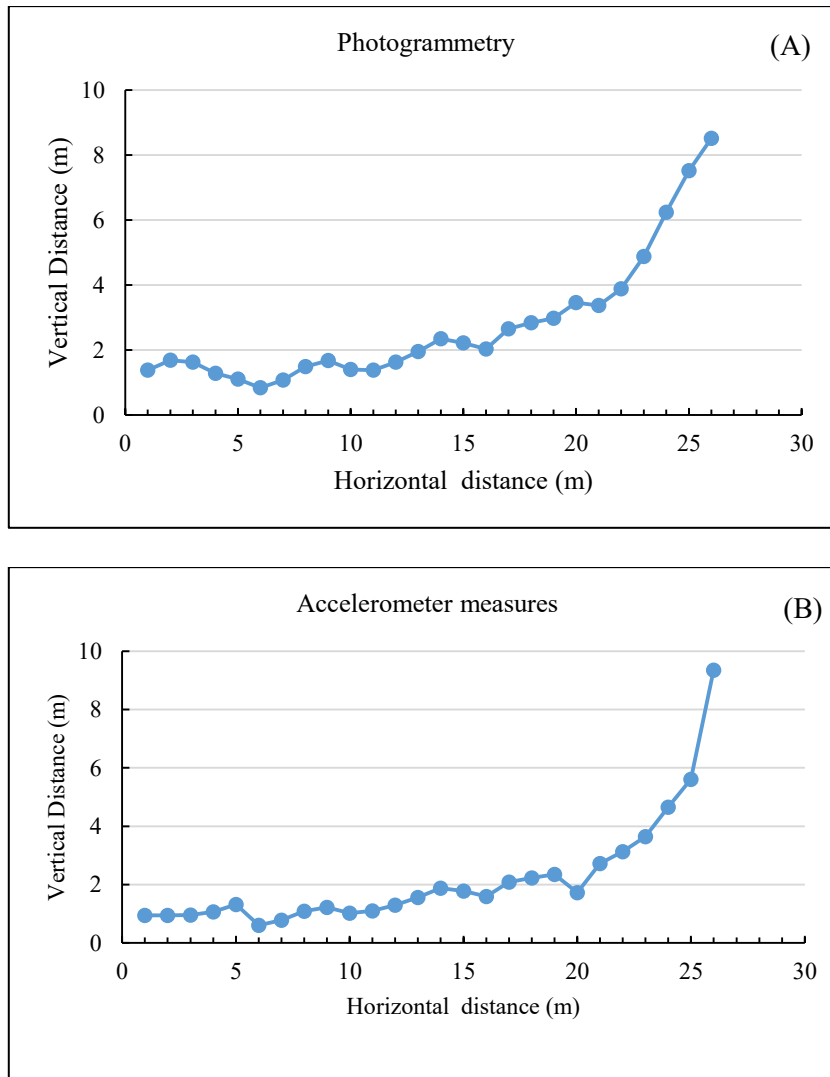 Photogrammetry
(A)
10
8
6
4
2
0
Vertical Distance (m)
0 5 10 15 20 25 30
Horizontal distance (m)
Accelerometer measures
(B)
10
8
6
4
2
0
Vertical Distance (m)
0 5 10 15 20 25 30
Horizontal distance (m)